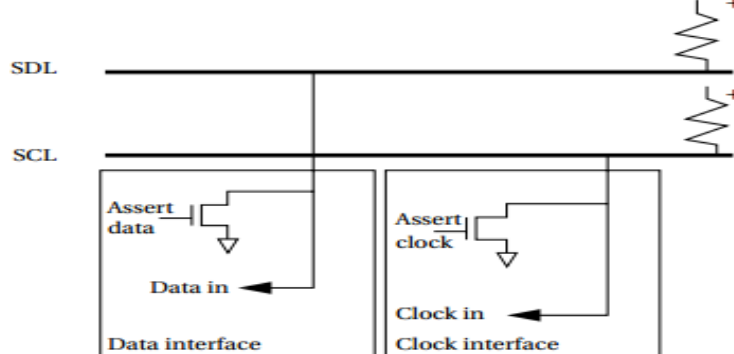 +
SDL
+
SCL
Assert
data
Assert
clock
Data in
Clock in
Data interface
Clock interface